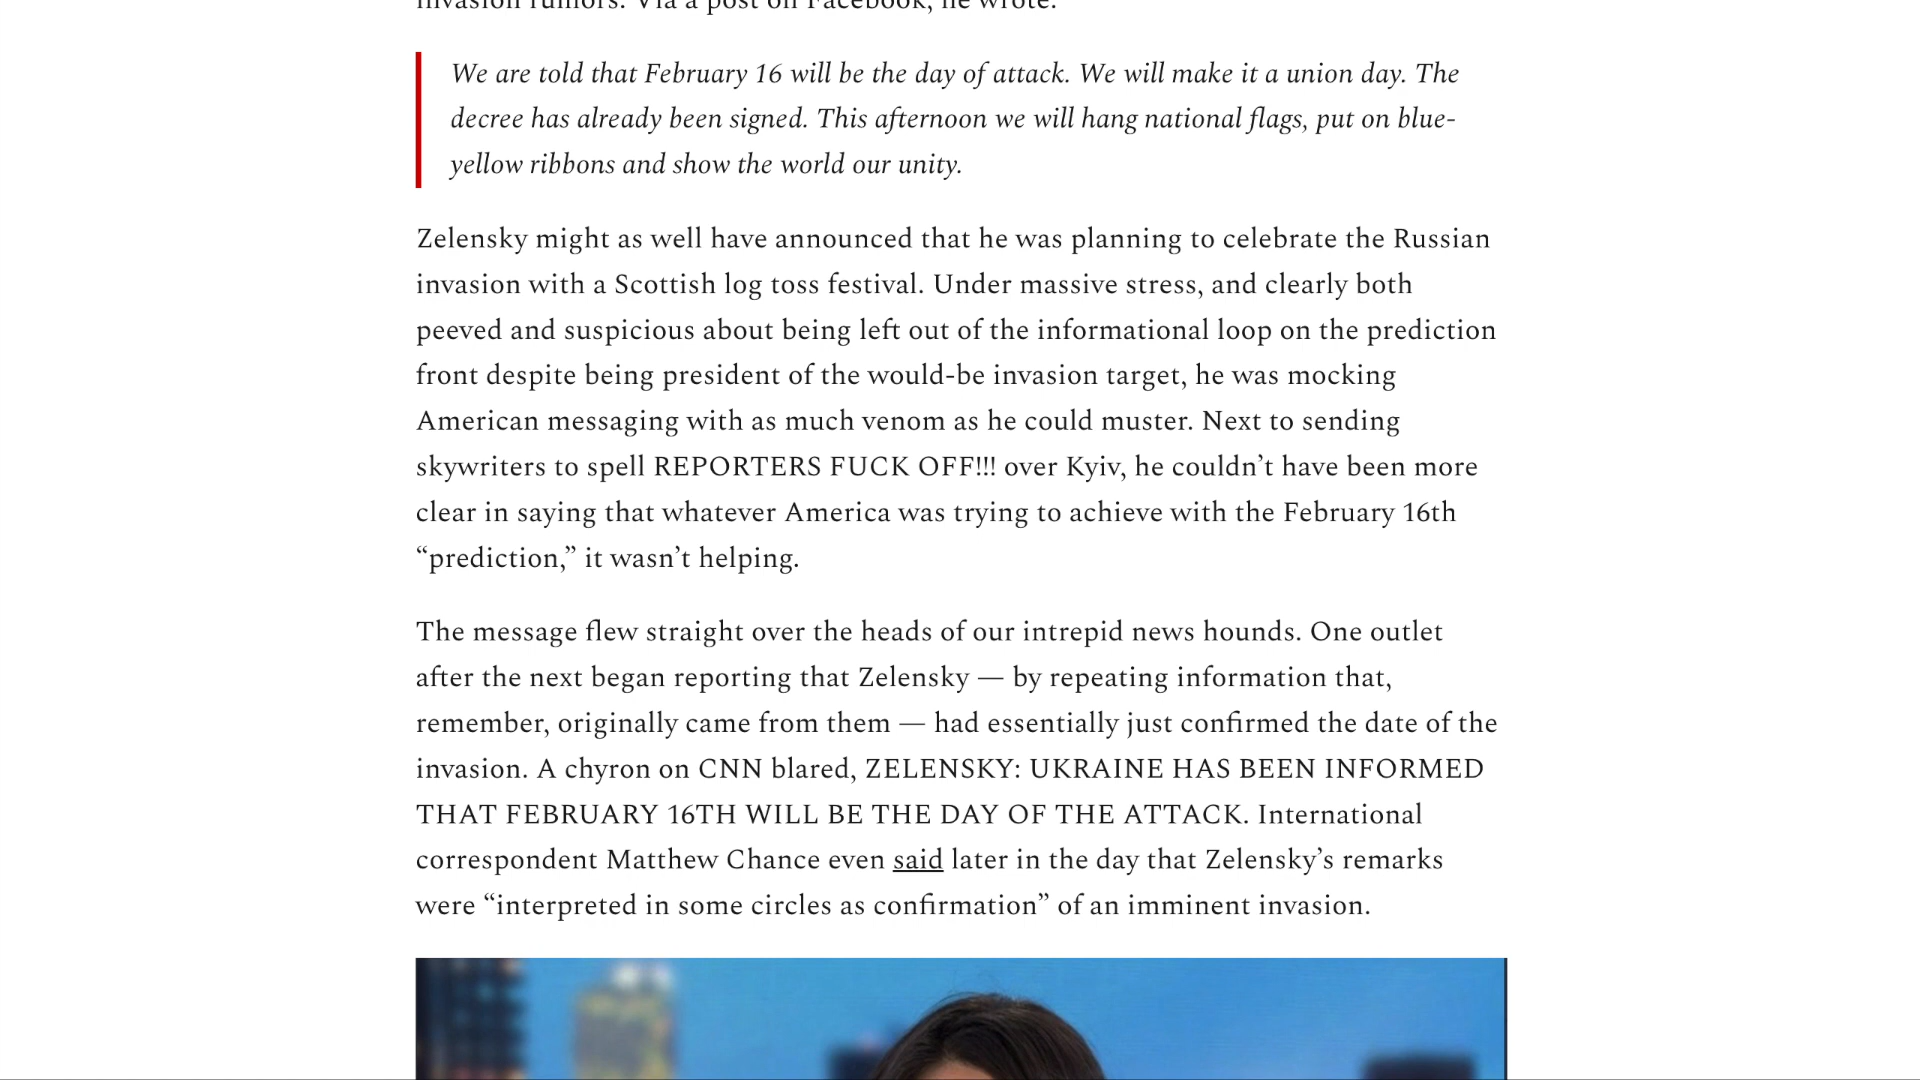 invasion rumors. Via a post on Facebook, he wrote:
We are told that February 16 will be the day of attack. We will make it a union day. The
decree has already been signed. This afternoon we will hang national flags, put on blue-
yellow ribbons and show the world our unity.
Zelensky might as well have announced that he was planning to celebrate the Russian
invasion with a Scottish log toss festival. Under massive stress, and clearly both
peeved and suspicious about being left out of the informational loop on the prediction
front despite being president of the would-be invasion target, he was mocking
American messaging with as much venom as he could muster. Next to sending
skywriters to spell REPORTERS FUCK OFF!!! over Kyiv, he couldn’t have been more
clear in saying that whatever America was trying to achieve with the February 16th
“prediction,” it wasn’t helping.
The message flew straight over the heads of our intrepid news hounds. One outlet
after the next began reporting that Zelensky — by repeating information that,
remember, originally came from them — had essentially just confirmed the date of the
invasion. A chyron on CNN blared, ZELENSKY: UKRAINE HAS BEEN INFORMED
THAT FEBRUARY 16TH WILL BE THE DAY OF THE ATTACK. International
correspondent Matthew Chance even said later in the day that Zelensky’s remarks
were “interpreted in some circles as confirmation” of an imminent invasion.